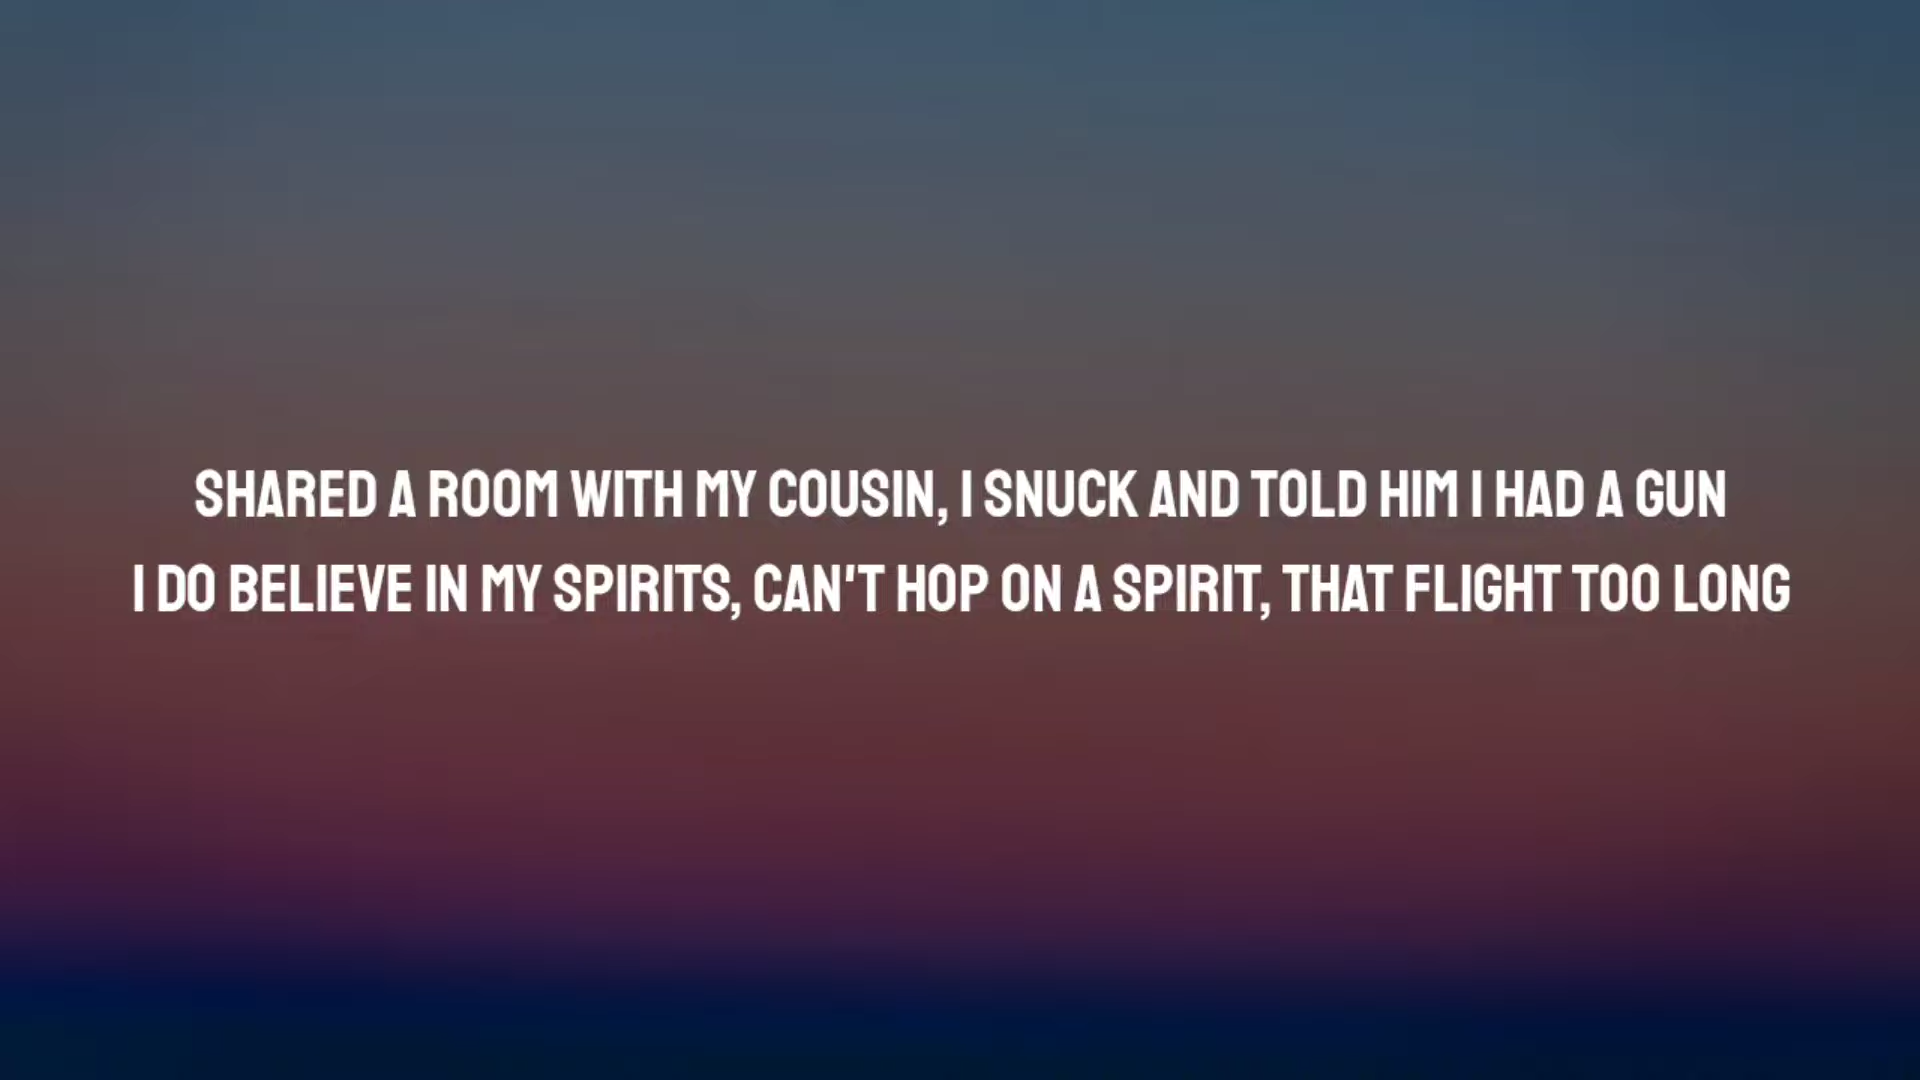 SHARED A ROOM WITH MY COUSIN, I SNUCK AND TOLD HIM I HAD A GUN
I DO BELIEVE IN MY SPIRITS, CAN'T HOP ON A SPIRIT, THAT FLIGHT TOO LONG